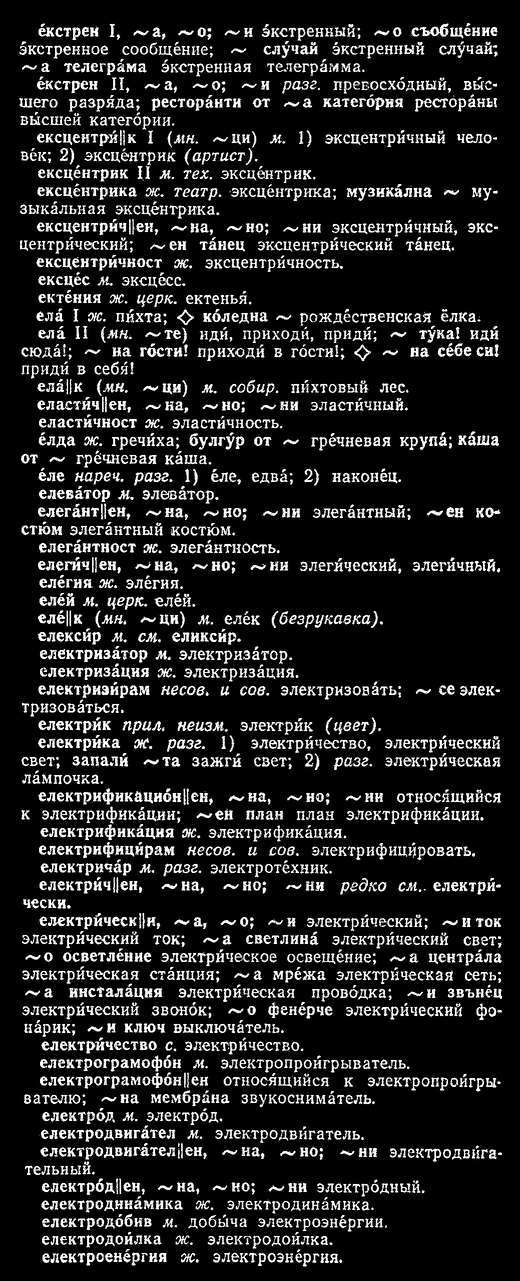 е́кстрен I, ~а, ~о; ~и э́кстренный; ~о съобще́ние
э́кстренное сообще́ние; ~ слу́чай э́кстренный слу́чай;
~а телегра́ма э́кстренная телегра́мма.
е́кстрен II, ~а, ~о; ~и разг. превосхо́дный, вы́с-
шего разря́да; рестора́нти от ~а катего́рия рестора́ны
вы́сшей катего́рии.
ексцентри́||к I (мн. ~ци) м. 1) эксцентри́чный чело-
ве́к; 2) эксце́нтрик (артист).
ексце́нтрик II м. тех. эксце́нтрик.
ексце́нтрика ж. театр. эксце́нтрика; музика́лна ~ му-
зыка́льная эксце́нтрика.
ексцентри́ч||ен, ~на, ~но; ~ни эксцентри́чный, экс-
центри́ческий; ~ен та́нец эксцентри́ческий та́нец.
ексцентри́чност ж. эксцентри́чность.
ексце́с м. эксце́сс.
екте́ния ж. церк. ектенья́.
ела́ I ж. пи́хта; ◇ ко́ледна ~ рожде́ственская ёлка.
ела́ II (мн. ~те) иди́, приходи́, приди́; ~ ту́ка! иди́
сюда́!; ~ на го́сти! приходи́ в го́сти!; ◇ ~ на се́бе си!
приди́ в себя́!
ела́||к (мн. ~ци) м. собир. пи́хтовый лес.
еласти́ч||ен, ~на, ~но; ~ни эласти́чный.
еласти́чност ж. эласти́чность.
е́лда ж. гречи́ха; булгу́р от ~ гре́чневая крупа́; ка́ша
от ~ гре́чневая ка́ша.
е́ле нареч. разг. 1) е́ле, едва́; 2) наконе́ц.
елева́тор м. элева́тор.
елега́нт||ен, ~на, ~но; ~ни элега́нтный; ~ен ко-
стю́м элега́нтный костю́м.
елега́нтност ж. элега́нтность.
елеги́ч||ен, ~на, ~но; ~ни элеги́ческий, элеги́чный.
еле́гия ж. эле́гия.
еле́й м. церк. еле́й.
еле́||к (мн. ~ци) м. еле́к (безрукавка).
елекси́р м. см. еликси́р.
електриза́тор м. электриза́тор.
електриза́ция ж. электриза́ция.
електризи́рам несов. и сов. электризова́ть; ~ се элек-
тризова́ться.
електри́к прил. неизм. электри́к (цвет).
електри́ка ж. разг. 1) электри́чество, электри́ческий
свет; запали́ ~та зажги́ свет; 2) разг. электри́ческая
ла́мпочка.
електрификацио́н||ен, ~на, ~но; ~ни относя́щийся
к электрифика́ции; ~ен план план электрифика́ции.
електрифика́ция ж. электрифика́ция.
електрифици́рам несов. и сов. электрифици́ровать.
електрича́р м. разг. электроте́хник.
електри́ч||ен, ~на, ~но; ~ни редко см. електри́-
чески.
електри́ческ||и, ~а, ~о; ~и электри́ческий; ~и ток
электри́ческий ток; ~а светлина́ электри́ческий свет;
~о осветле́ние электри́ческое освеще́ние; ~а центра́ла
электри́ческая ста́нция; ~а мре́жа электри́ческая сеть;
~а инстала́ция электри́ческая прово́дка; ~и звъне́ц
электри́ческий звоно́к; ~о фене́рче электри́ческий фо-
на́рик; ~и ключ выключа́тель.
електри́чество с. электри́чество.
електрограмофо́н м. электропрои́грыватель.
електрограмофо́н||ен относя́щийся к электропрои́гры-
вателю; ~на мембра́на звукоснима́тель.
електро́д м. электро́д.
електродвига́тел м. электродви́гатель.
електродвига́тел||ен, ~на, ~но; ~ни электродви́га-
тельный.
електро́д||ен, ~на, ~но; ~ни электро́дный.
електродина́мика ж. электродина́мика.
електродо́бив м. добы́ча электроэне́ргии.
електродои́лка ж. электродои́лка.
електроене́ргия ж. электроэне́ргия.